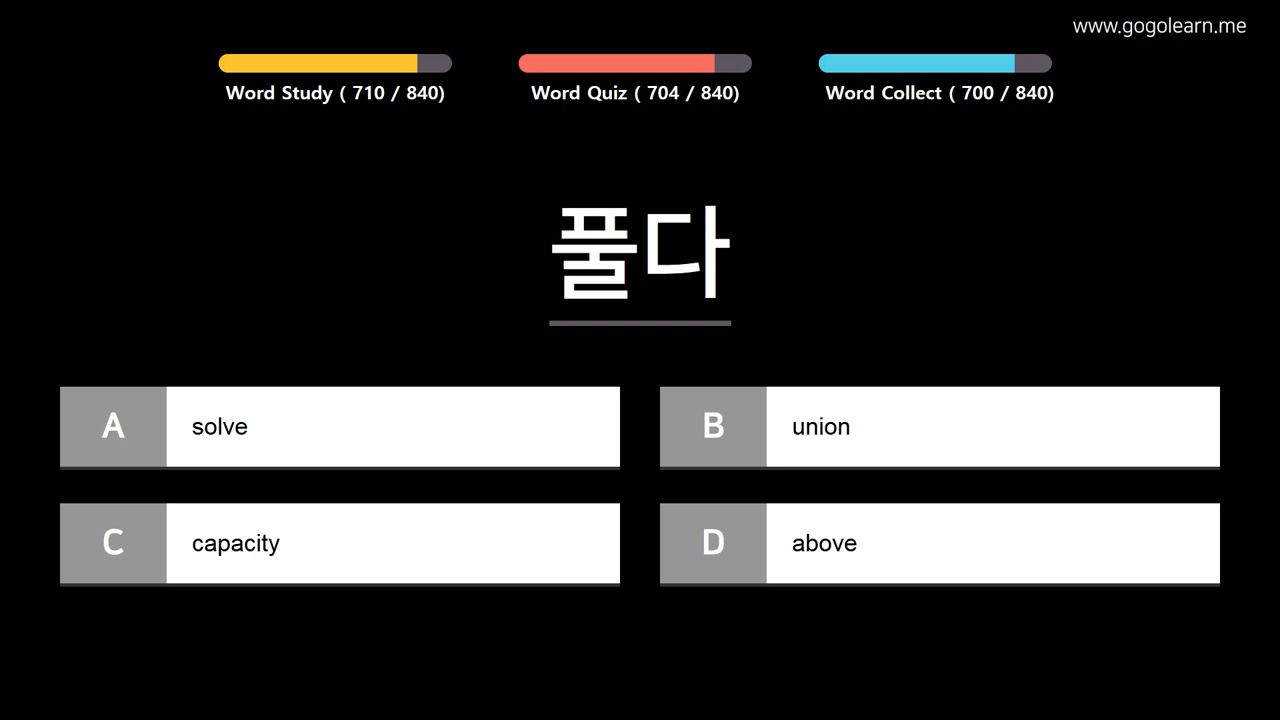 www.gogolearn.me
Word Study ( 710 / 840)
Word Quiz ( 704 / 840)
Word Collect ( 700 / 840)
풀다
A solve
B union
C capacity
D above